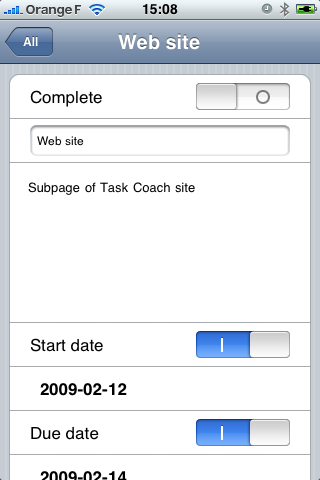 Orange F 15:08
All Web site
Complete
Web site
Subpage of Task Coach site
Start date
2009-02-12
Due date
2009-02-14